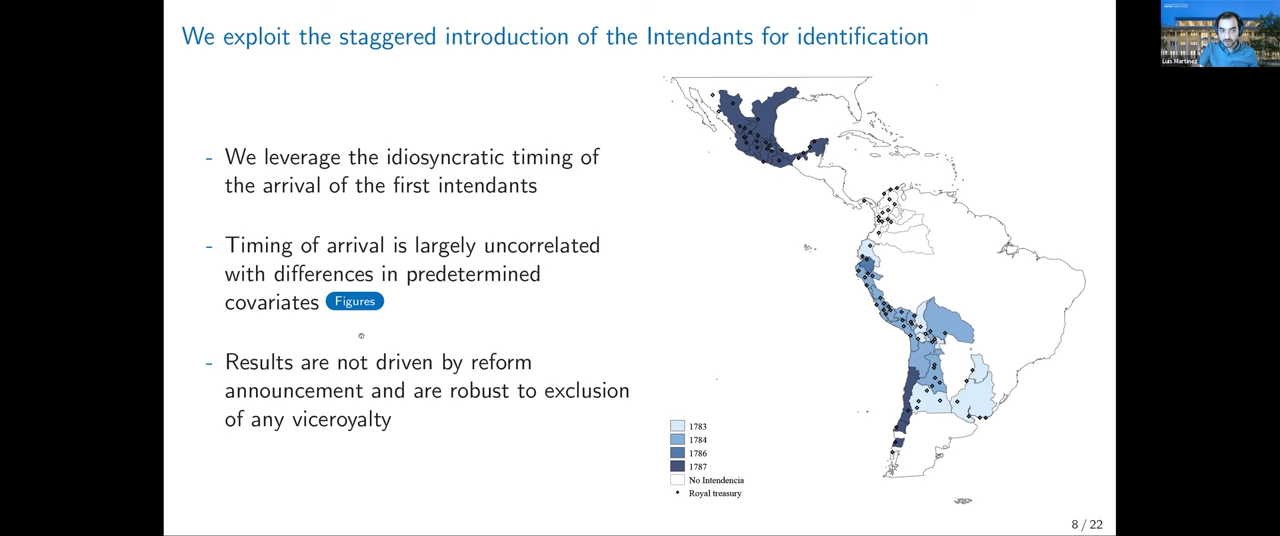 We exploit the staggered introduction of the Intendants for identification
- We leverage the idiosyncratic timing of
the arrival of the first intendants
- Timing of arrival is largely uncorrelated
with differences in predetermined
covariates Figures
- Results are not driven by reform
announcement and are robust to exclusion
of any viceroyalty
1783
1784
1786
1787
No Intendencia
Royal treasury
8 / 22
Luis Martinez